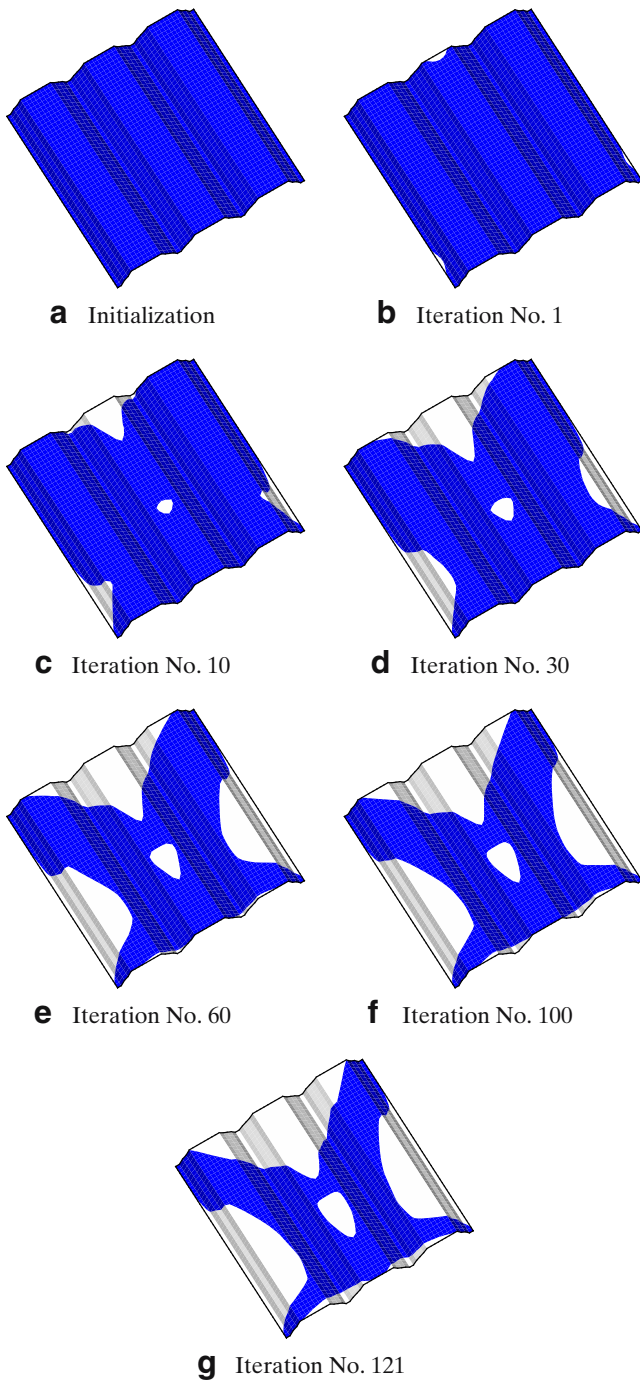 a Initialization
b Iteration No. 1
c Iteration No. 10
d Iteration No. 30
e Iteration No. 60
f Iteration No. 100
g Iteration No. 121